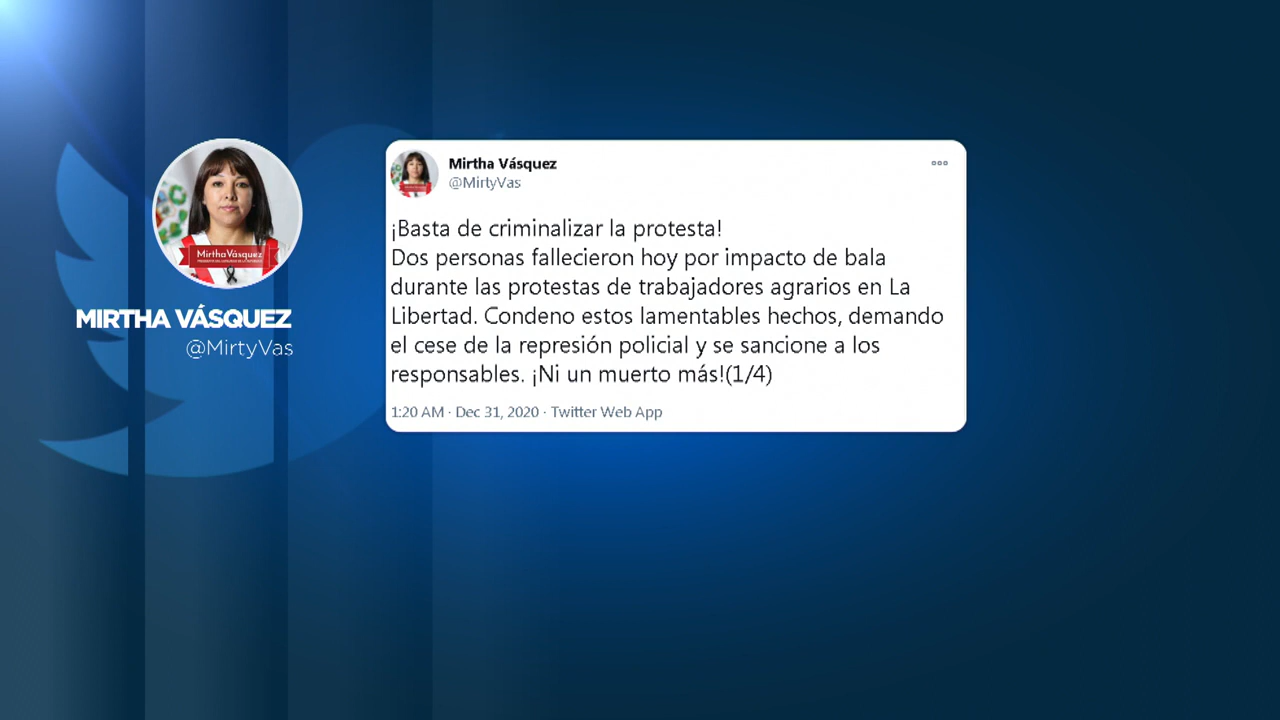 MirthaVásquez
MIRTHA VÁSQUEZ
@MirtyVas
Mirtha Vásquez
@MirtyVas
¡Basta de criminalizar la protesta!
Dos personas fallecieron hoy por impacto de bala
durante las protestas de trabajadores agrarios en La
Libertad. Condeno estos lamentables hechos, demando
el cese de la represión policial y se sancione a los
responsables. ¡Ni un muerto más!(1/4)
1:20 AM · Dec 31, 2020 · Twitter Web App